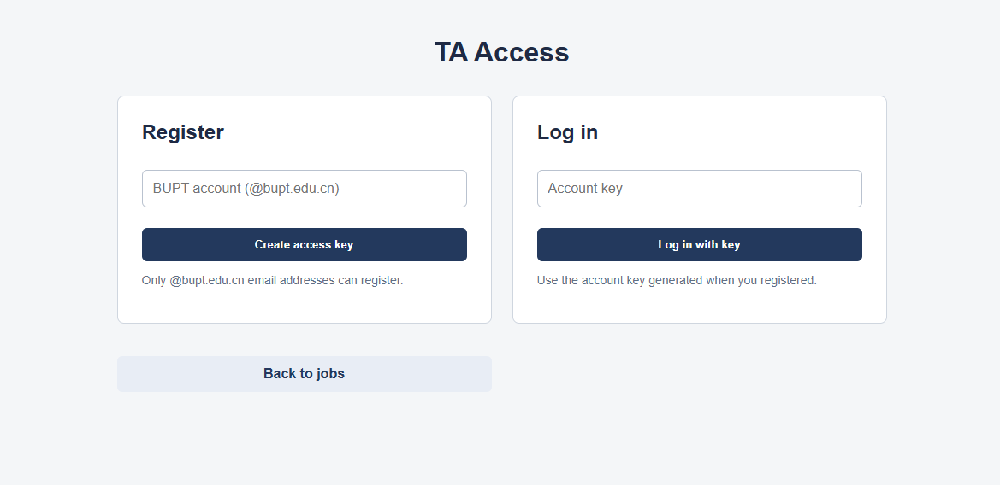 TA Access
Register
BUPT account (@bupt.edu.cn)
Create access key
Only @bupt.edu.cn email addresses can register.
Log in
Account key
Log in with key
Use the account key generated when you registered.
Back to jobs